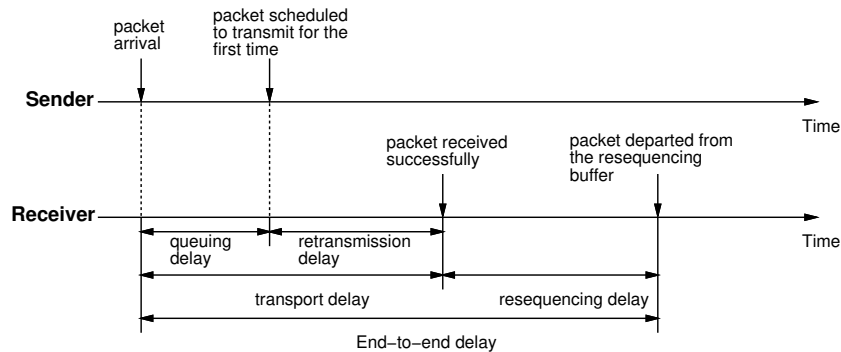 packet
arrival
packet scheduled
to transmit for the
first time
Sender
Time
packet received
successfully
packet departed from
the resequencing
buffer
Receiver
Time
queuing
delay
retransmission
delay
transport delay
resequencing delay
End-to-end delay